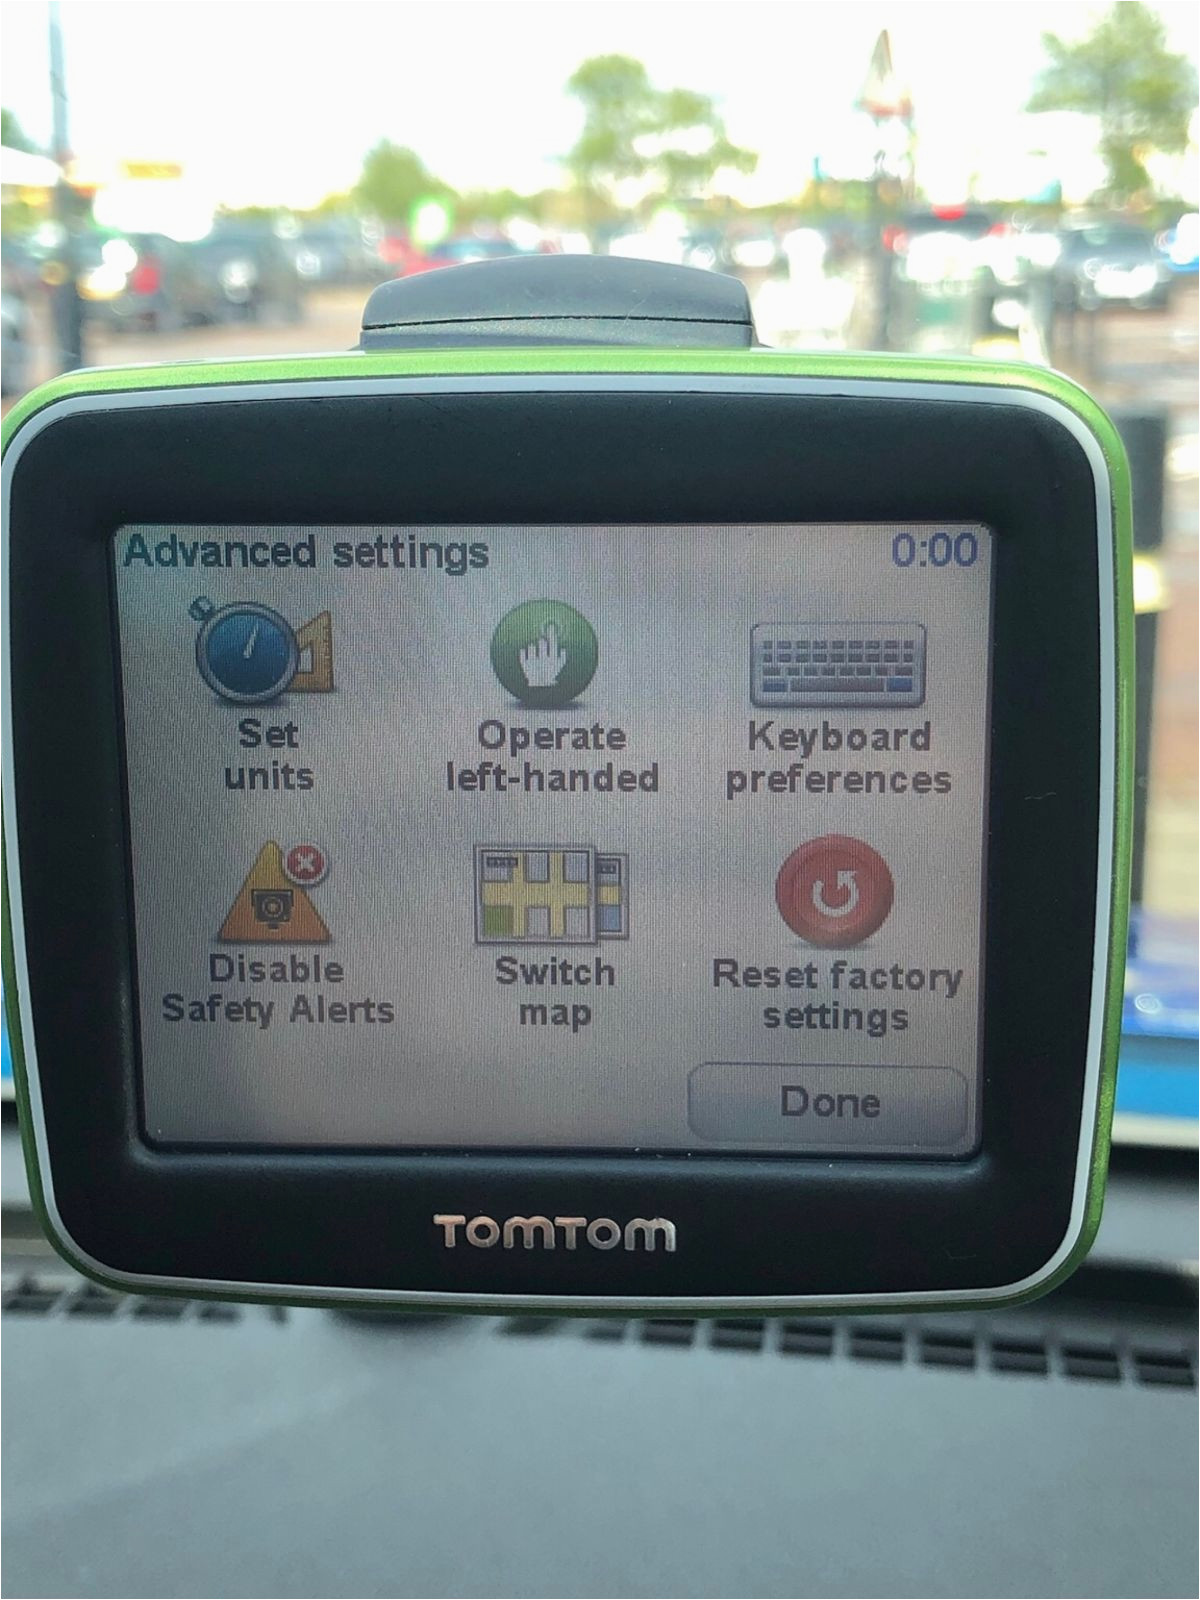 Advanced settings 0:00
Set
units
Operate
left-handed
Keyboard
preferences
Disable
Safety Alerts
Switch
map
Reset factory
settings
Done
TOMTOM